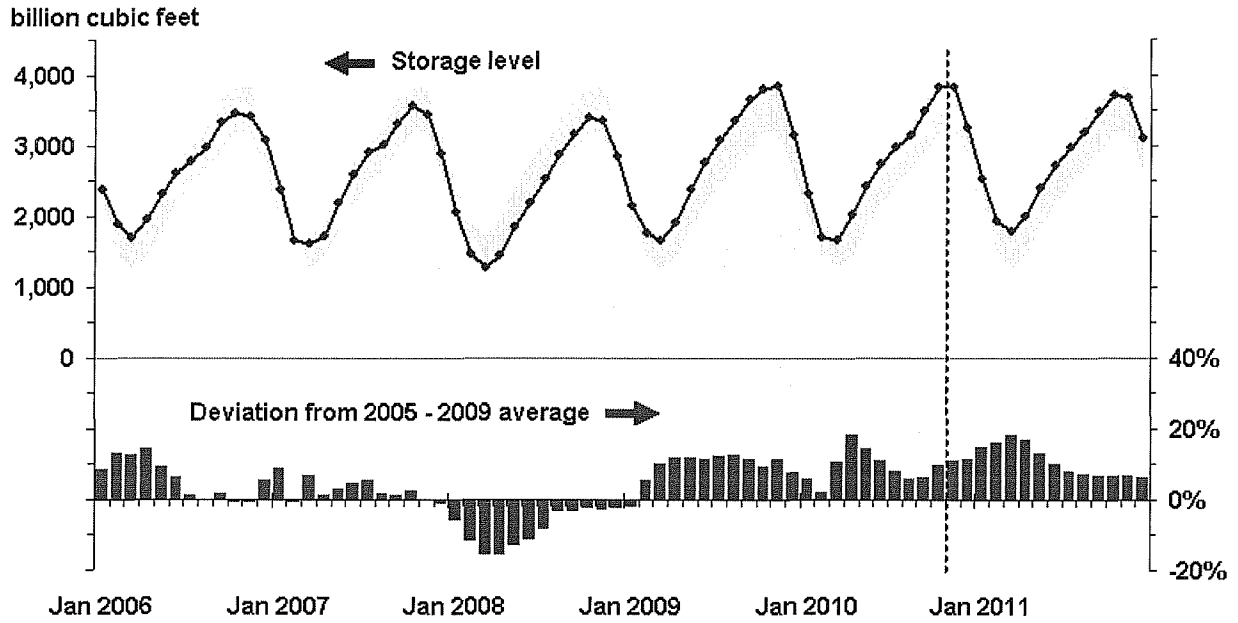 billion cubic feet
4,000
Storage level
3,000
2,000
1,000
0
40%
Deviation from 2005 - 2009 average
20%
0%
-20%
Jan 2006 Jan 2007 Jan 2008 Jan 2009 Jan 2010 Jan 2011